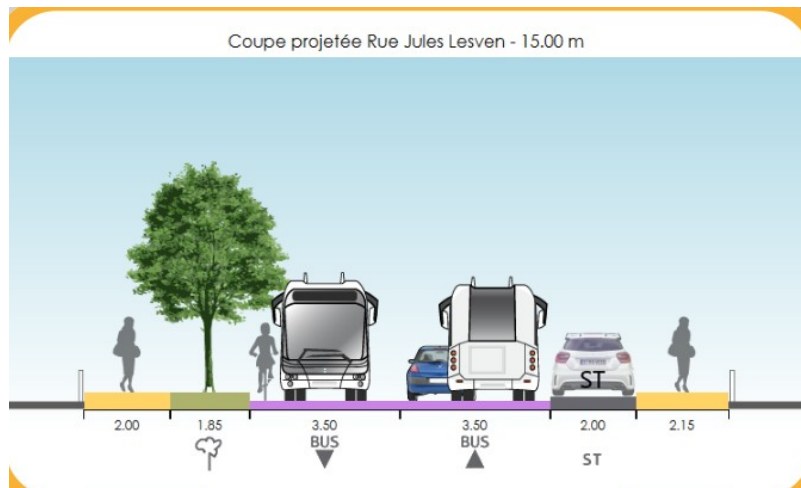 Coupe projetée Rue Jules Lesven - 15.00 m
ST
2.00 1.85 3.50 3.50 2.00 2.15
BUS BUS ST